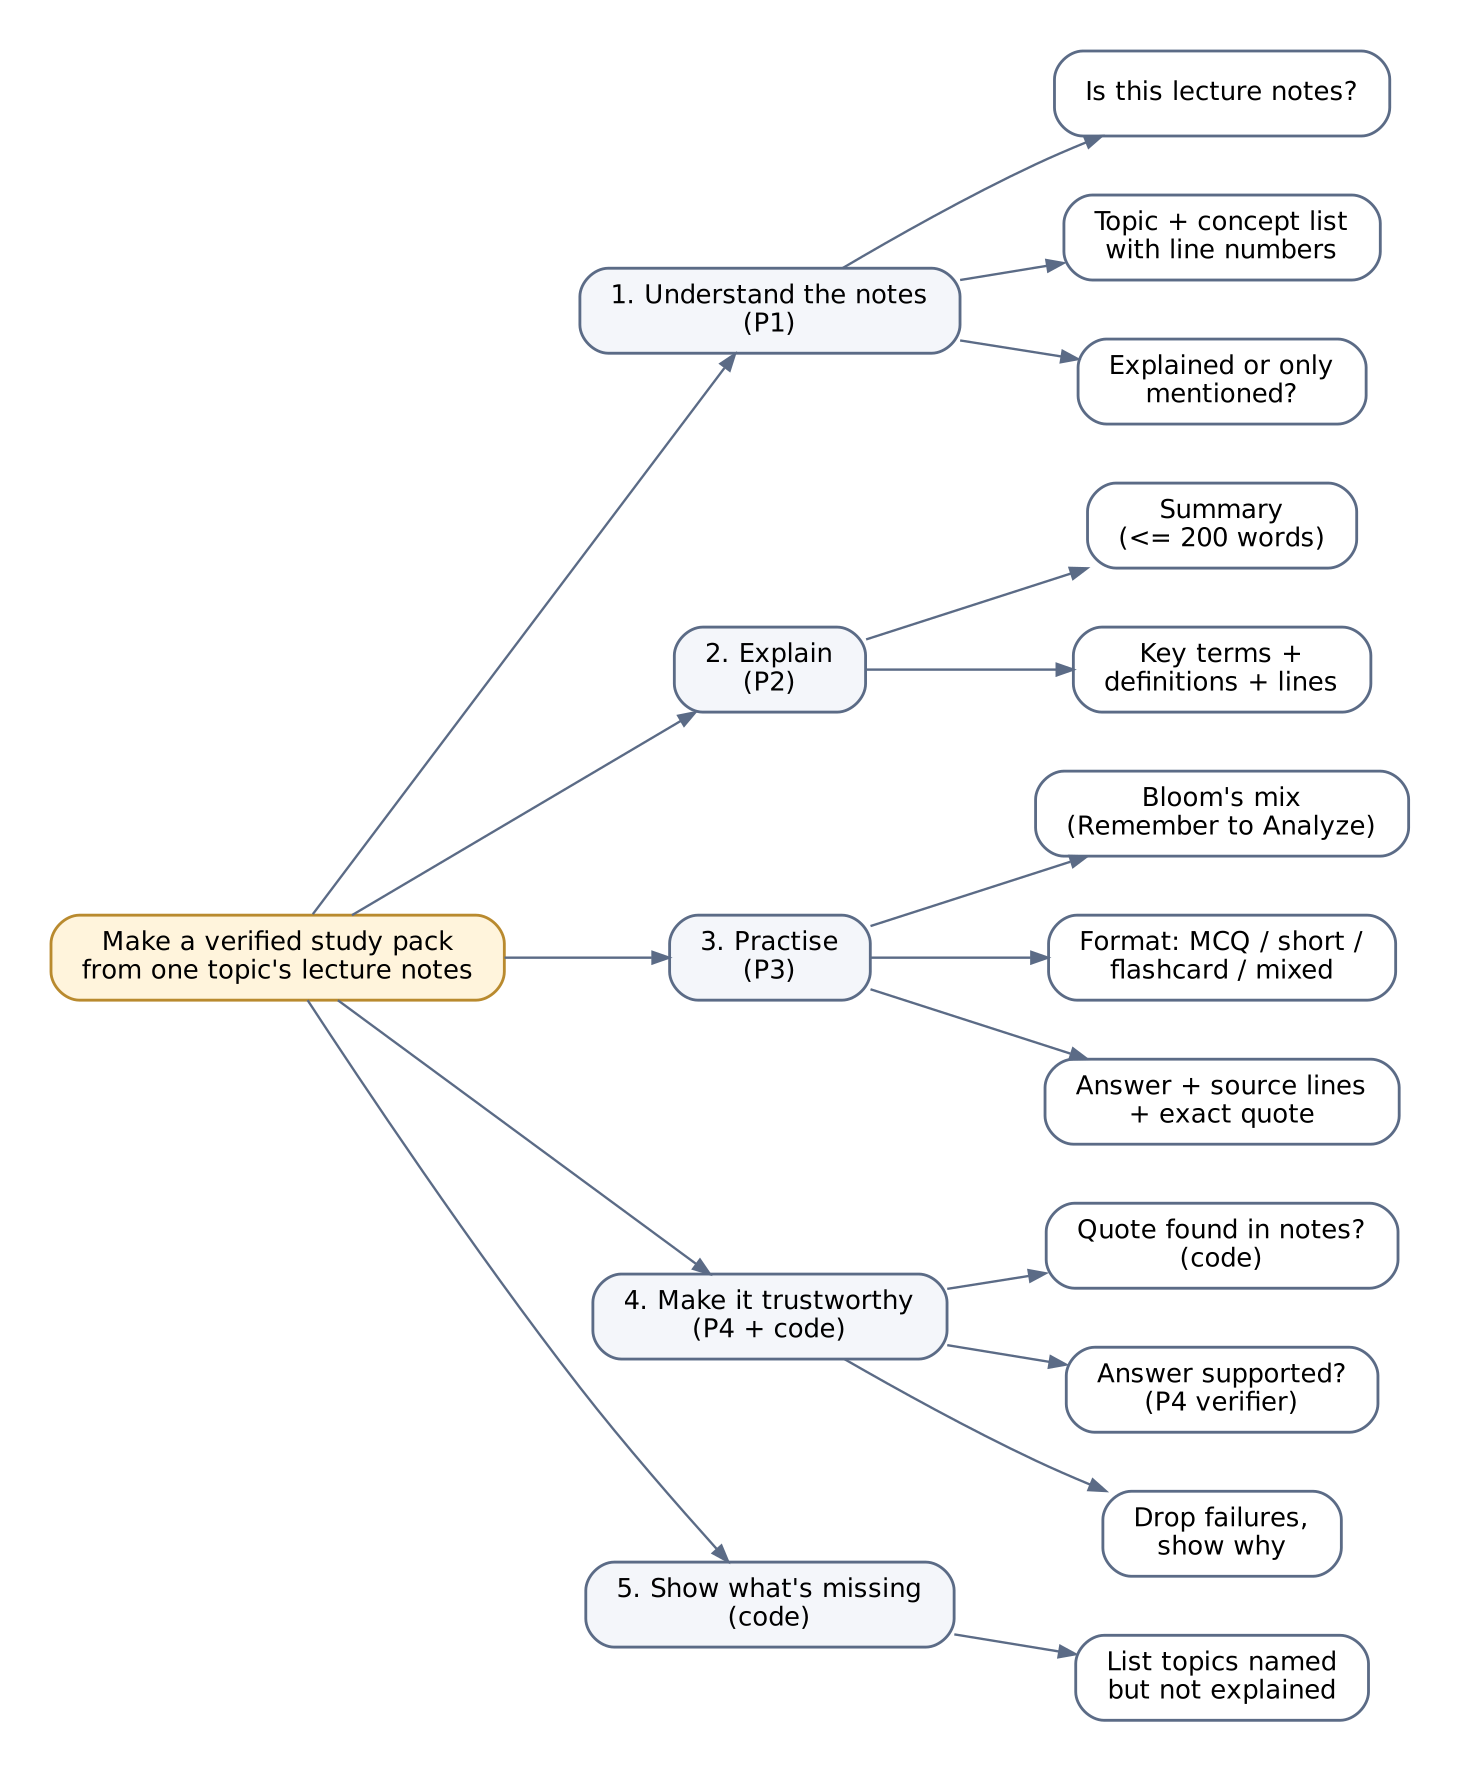 Is this lecture notes?
Topic + concept list
with line numbers
1. Understand the notes
(P1)
Explained or only
mentioned?
Summary
(<= 200 words)
2. Explain
(P2)
Key terms +
definitions + lines
Bloom's mix
(Remember to Analyze)
Make a verified study pack
from one topic's lecture notes
3. Practise
(P3)
Format: MCQ / short /
flashcard / mixed
Answer + source lines
+ exact quote
Quote found in notes?
(code)
4. Make it trustworthy
(P4 + code)
Answer supported?
(P4 verifier)
Drop failures,
show why
5. Show what's missing
(code)
List topics named
but not explained